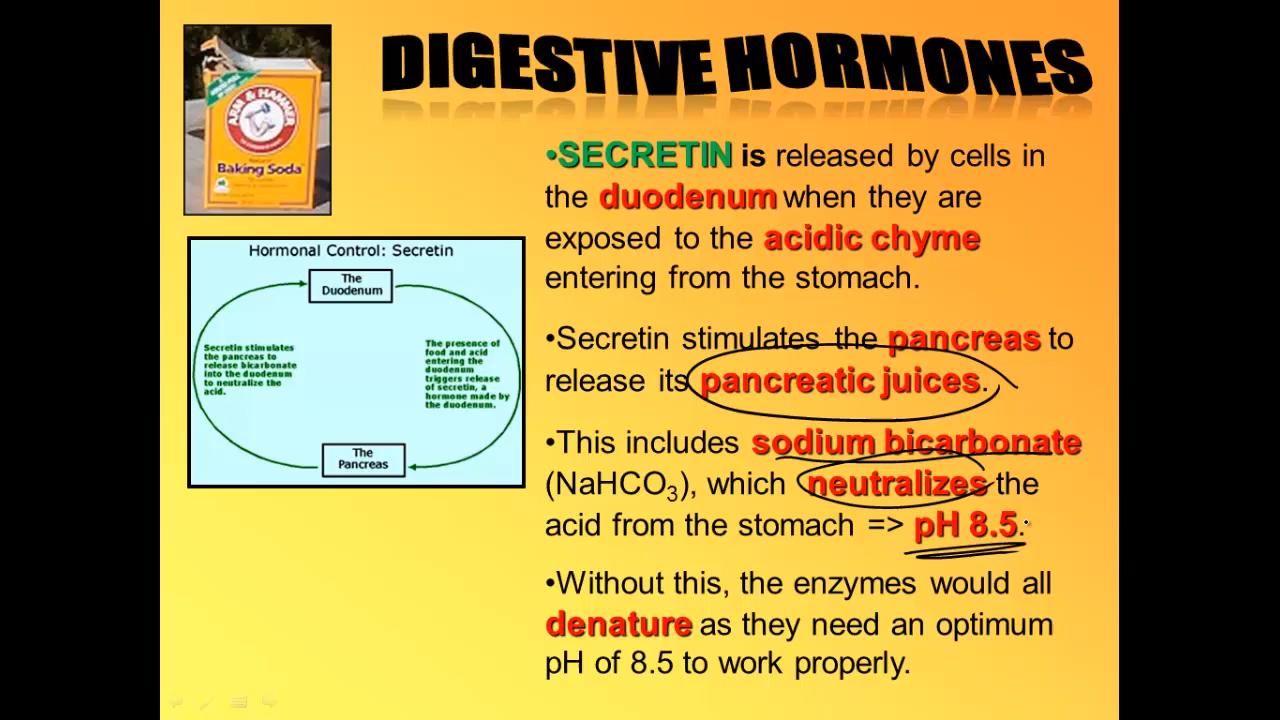 DIGESTIVE HORMONES
ARM & HAMMER
Baking Soda
Hormonal Control: Secretin
The
Duodenum
Secretin stimulates
the pancreas to
release bicarbonate
into the duodenum
to neutralize the
acid.
The presence of
food and acid
entering the
duodenum
triggers release
of secretin, a
hormone made by
the duodenum.
The
Pancreas
•SECRETIN is released by cells in
the duodenum when they are
exposed to the acidic chyme
entering from the stomach.
•Secretin stimulates the pancreas to
release its pancreatic juices.
•This includes sodium bicarbonate
(NaHCO₃), which neutralizes the
acid from the stomach => pH 8.5.
•Without this, the enzymes would all
denature as they need an optimum
pH of 8.5 to work properly.